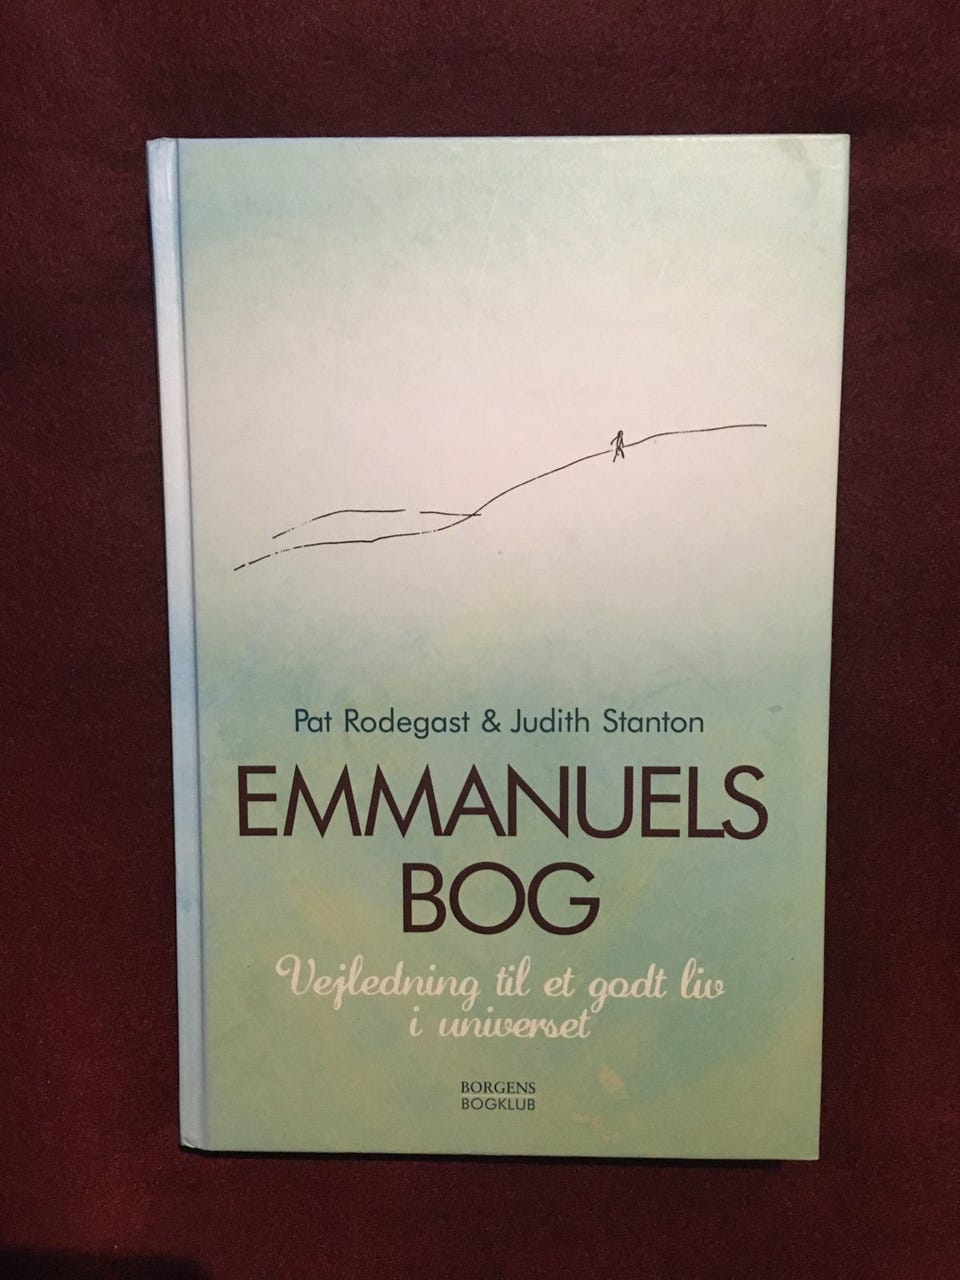 Pat Rodegast & Judith Stanton
EMMANUELS
BOG
Vejledning til et godt liv
i universet
BORGENS
BOGKLUB